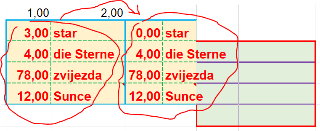 1,00 2,00
3,00 star 0,00 star
4,00 die Sterne 4,00 die Sterne
78,00 zvijezda 78,00 zvijezda
12,00 Sunce 12,00 Sunce